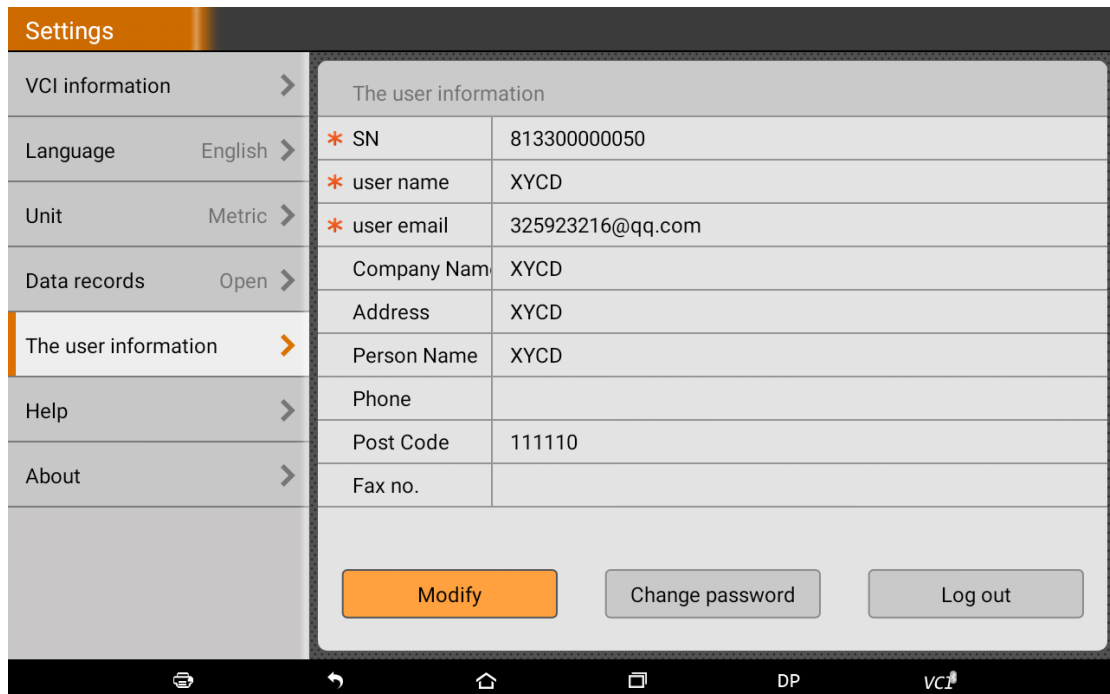 Settings
VCI information
Language English
Unit Metric
Data records Open
The user information
Help
About
The user information
* SN 813300000050
* user name XYCD
* user email 325923216@qq.com
Company Nam XYCD
Address XYCD
Person Name XYCD
Phone
Post Code 111110
Fax no.
Modify Change password Log out
DP VCI